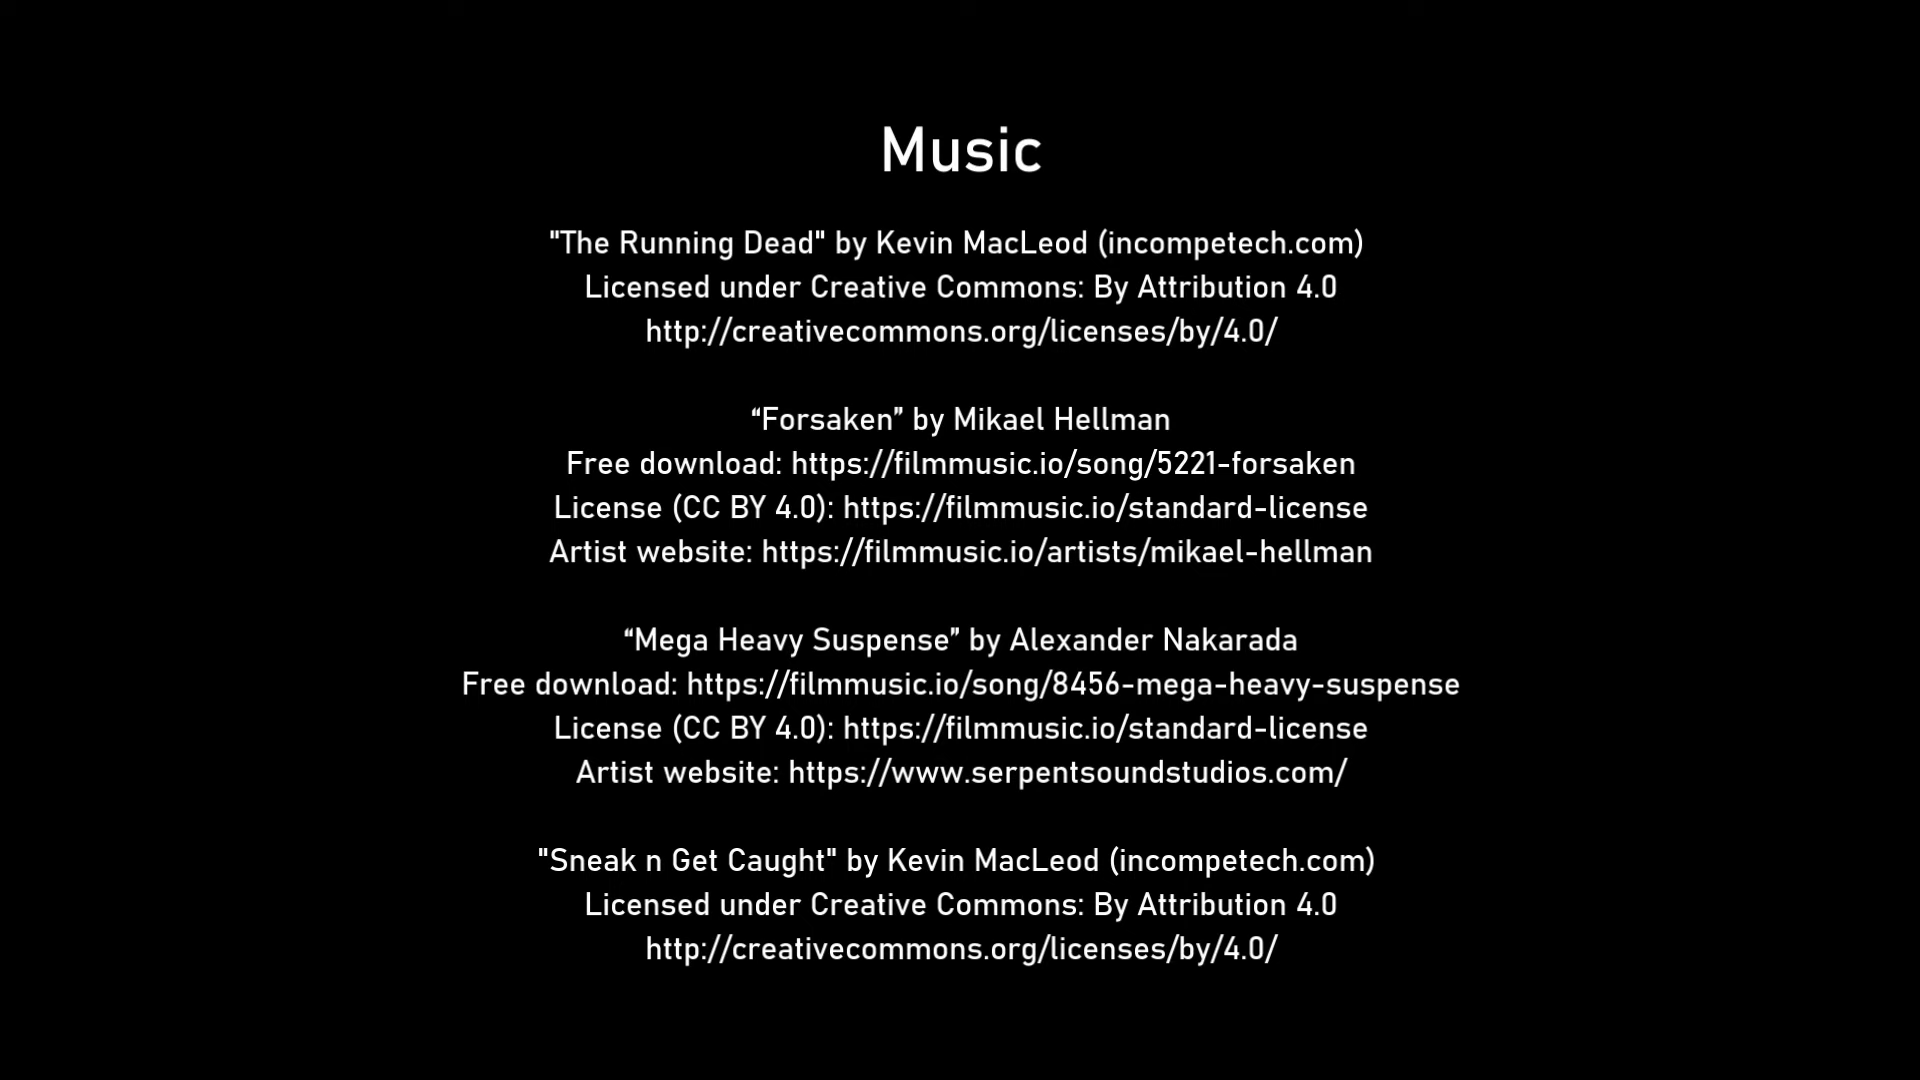 Music
"The Running Dead" by Kevin MacLeod (incompetech.com)
Licensed under Creative Commons: By Attribution 4.0
http://creativecommons.org/licenses/by/4.0/
“Forsaken” by Mikael Hellman
Free download: https://filmmusic.io/song/5221-forsaken
License (CC BY 4.0): https://filmmusic.io/standard-license
Artist website: https://filmmusic.io/artists/mikael-hellman
“Mega Heavy Suspense” by Alexander Nakarada
Free download: https://filmmusic.io/song/8456-mega-heavy-suspense
License (CC BY 4.0): https://filmmusic.io/standard-license
Artist website: https://www.serpentsoundstudios.com/
"Sneak n Get Caught" by Kevin MacLeod (incompetech.com)
Licensed under Creative Commons: By Attribution 4.0
http://creativecommons.org/licenses/by/4.0/